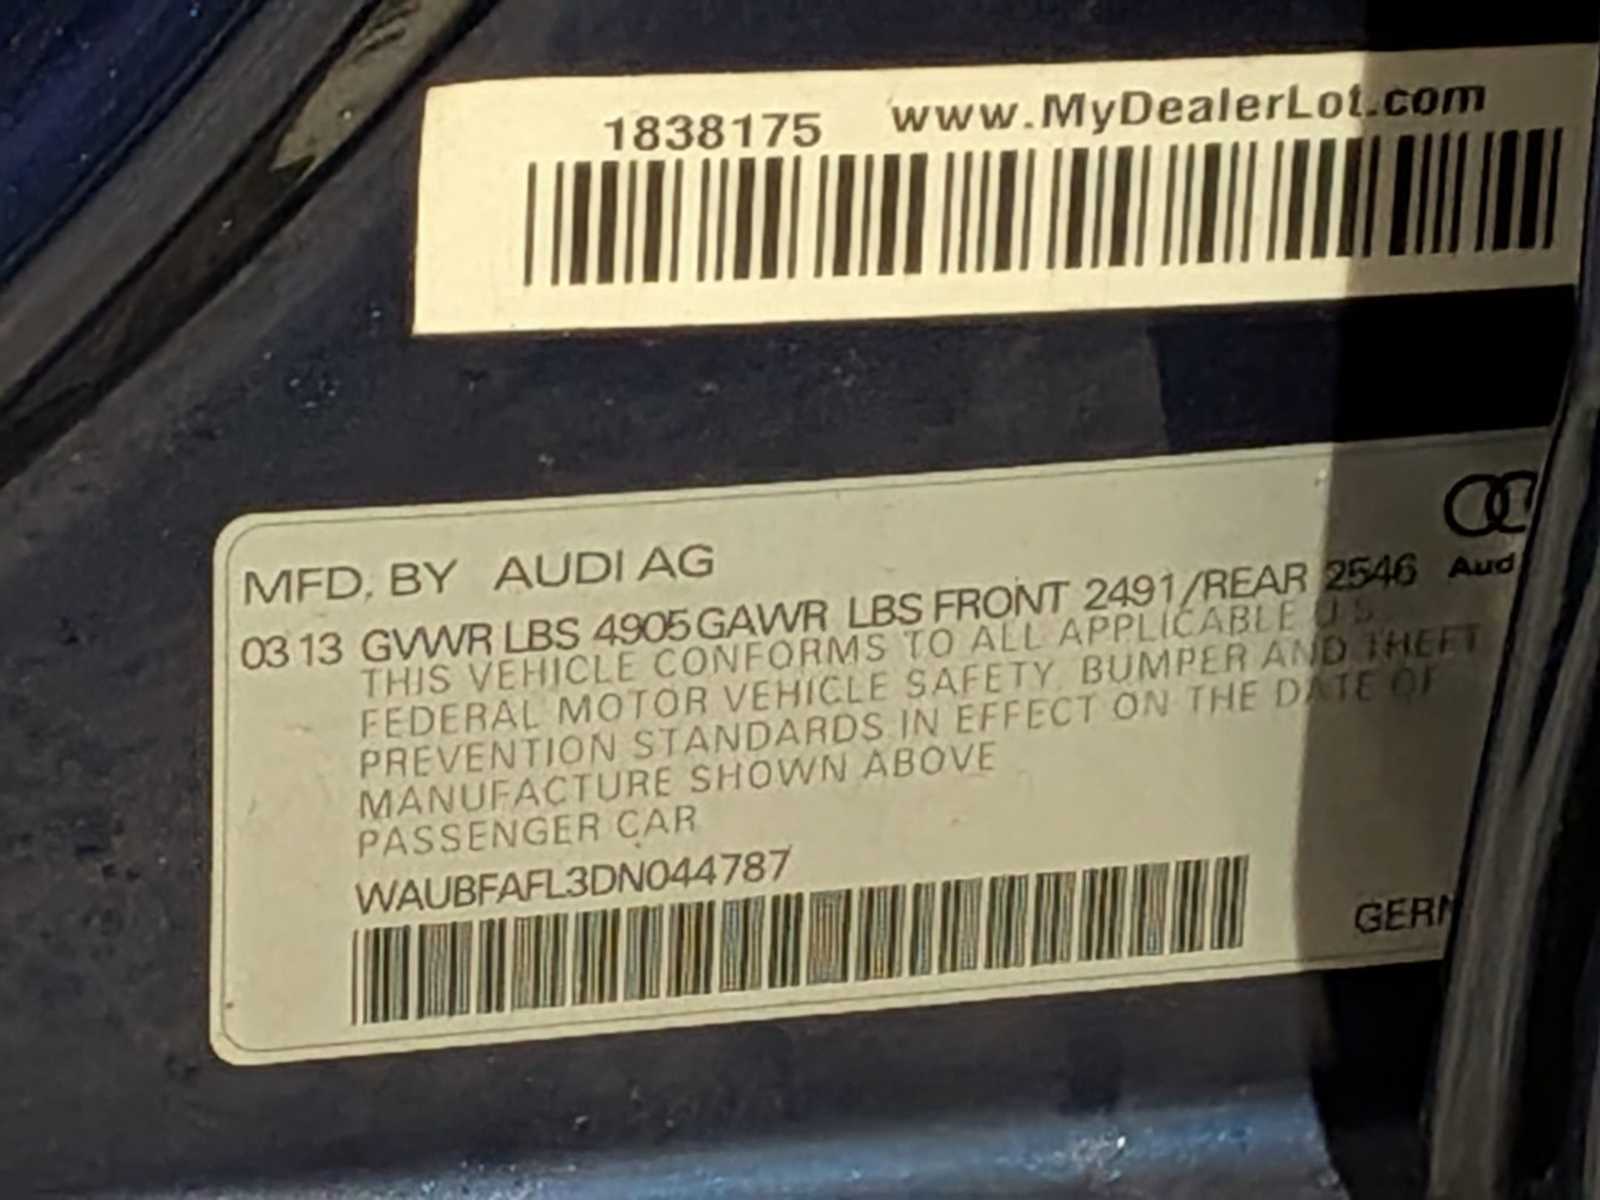 1838175 www.MyDealerLot.com
Aud
MFD. BY AUDI AG
03 13 GVWR LBS 4905 GAWR LBS FRONT 2491/REAR 2546
THIS VEHICLE CONFORMS TO ALL APPLICABLE U.S.
FEDERAL MOTOR VEHICLE SAFETY, BUMPER AND THEFT
PREVENTION STANDARDS IN EFFECT ON THE DATE OF
MANUFACTURE SHOWN ABOVE
PASSENGER CAR
WAUBFAFL3DN044787
GERM